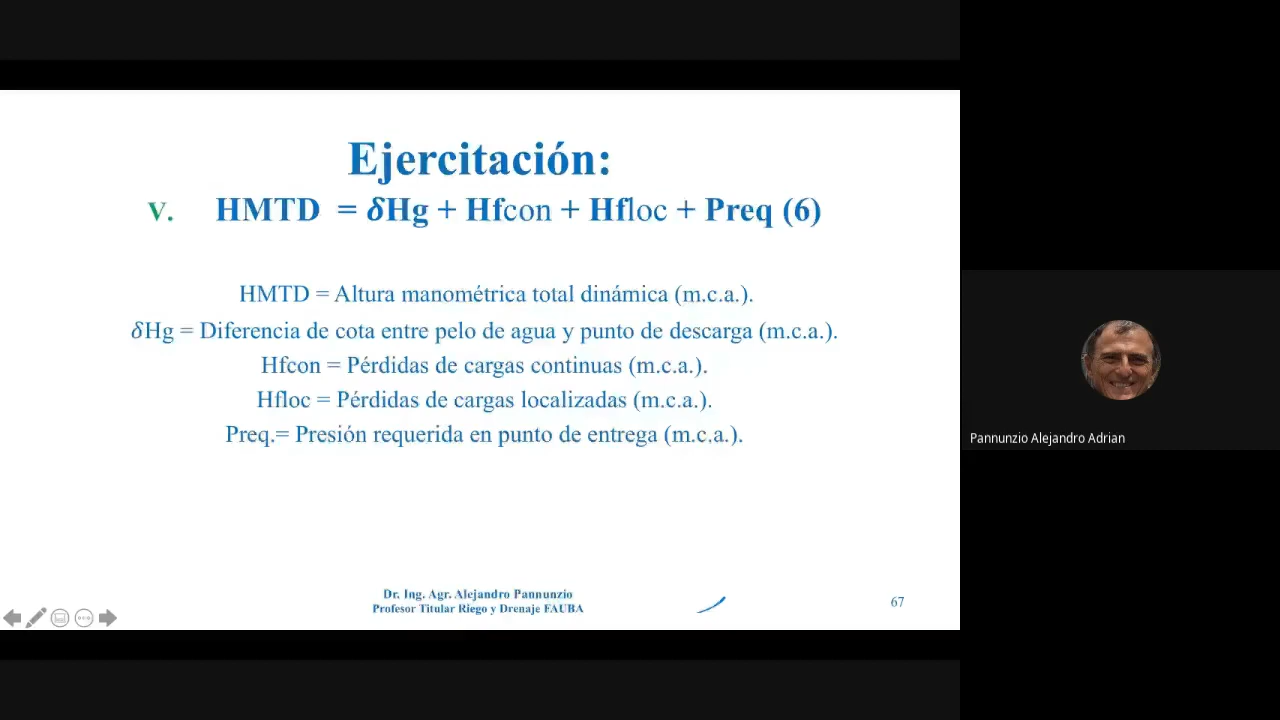 Ejercitación:
V. HMTD = 𝜹Hg + Hfcon + Hfloc + Preq (6)
HMTD = Altura manométrica total dinámica (m.c.a.).
𝛿Hg = Diferencia de cota entre pelo de agua y punto de descarga (m.c.a.).
Hfcon = Pérdidas de cargas continuas (m.c.a.).
Hfloc = Pérdidas de cargas localizadas (m.c.a.).
Preq.= Presión requerida en punto de entrega (m.c.a.).
Dr. Ing. Agr. Alejandro Pannunzio
Profesor Titular Riego y Drenaje FAUBA
67
Pannunzio Alejandro Adrian